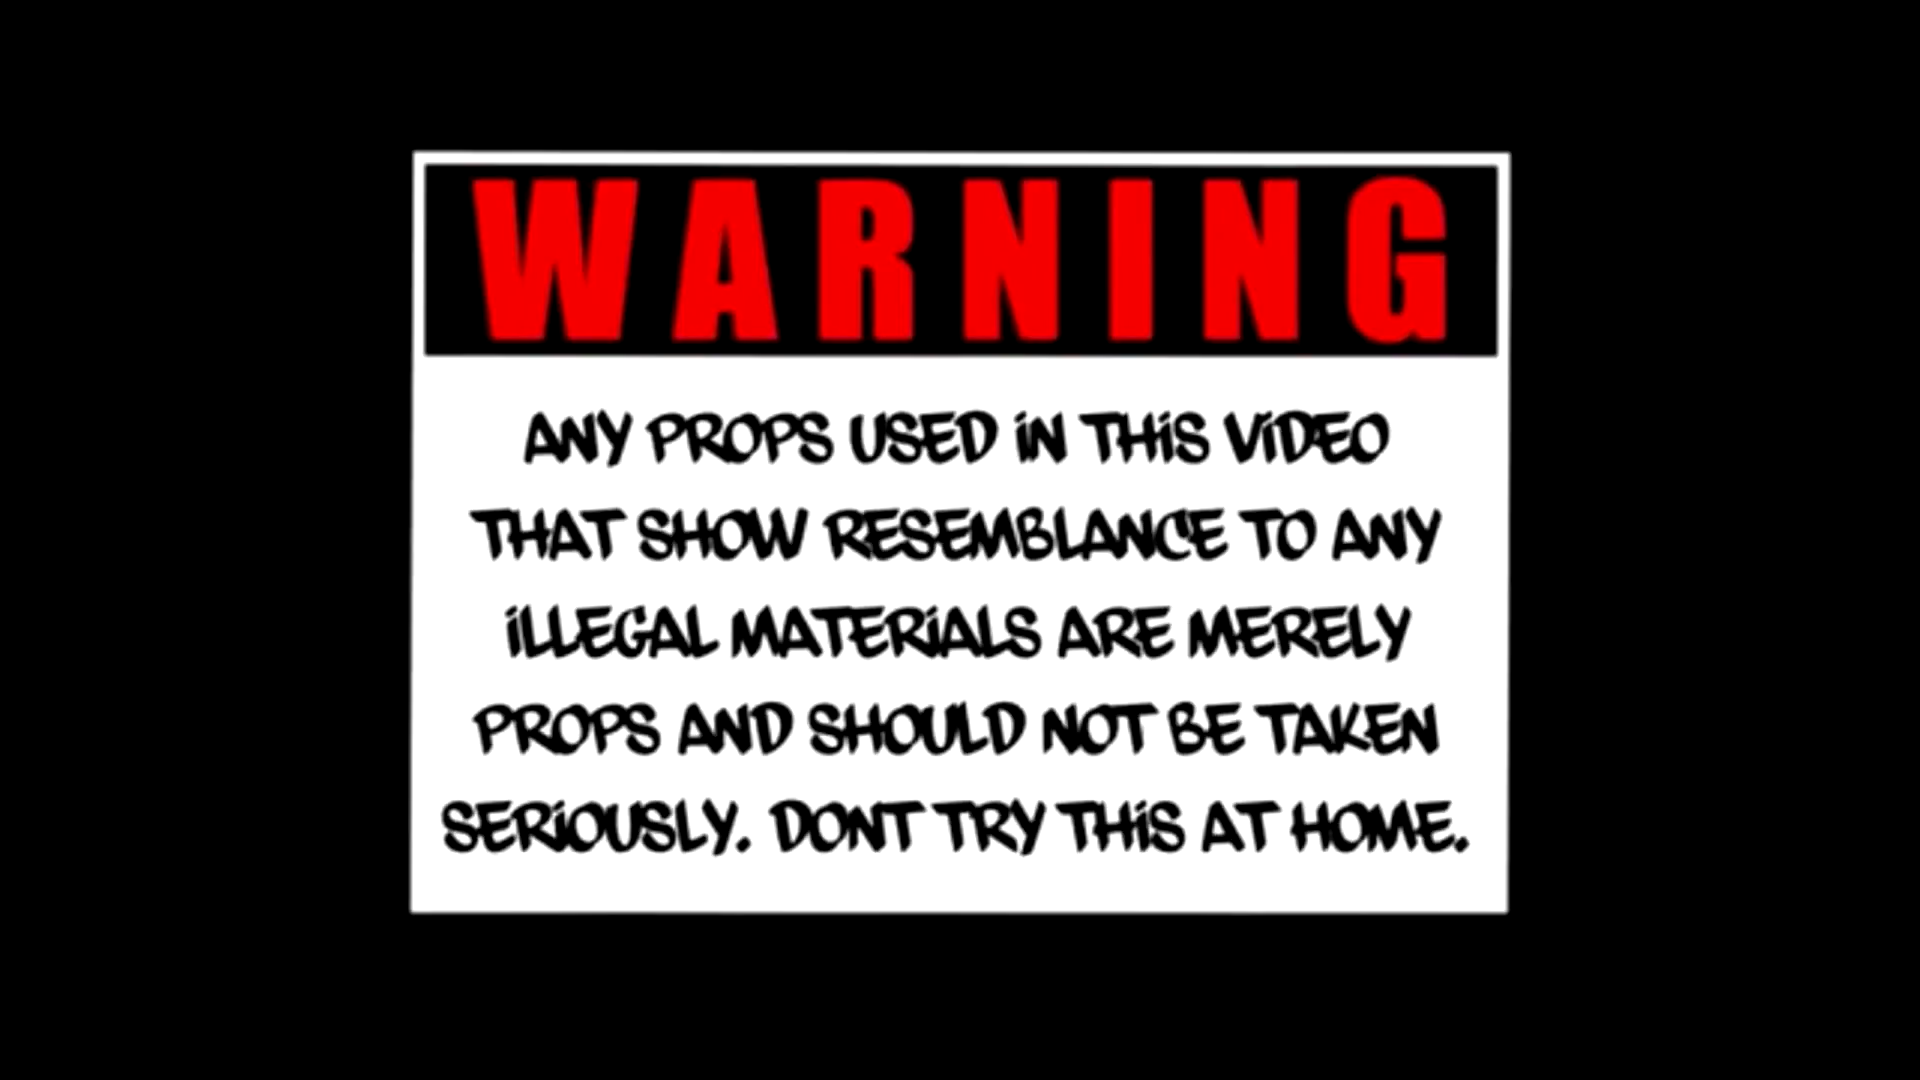 WARNING
ANY PROPS USED iN THiS ViDEO
THAT SHOW RESEMBLANCE TO ANY
iLLEGAL MATERiALS ARE MERELY
PROPS AND SHOULD NOT BE TAKEN
SERiOUSLY. DONT TRY THiS AT HOME.